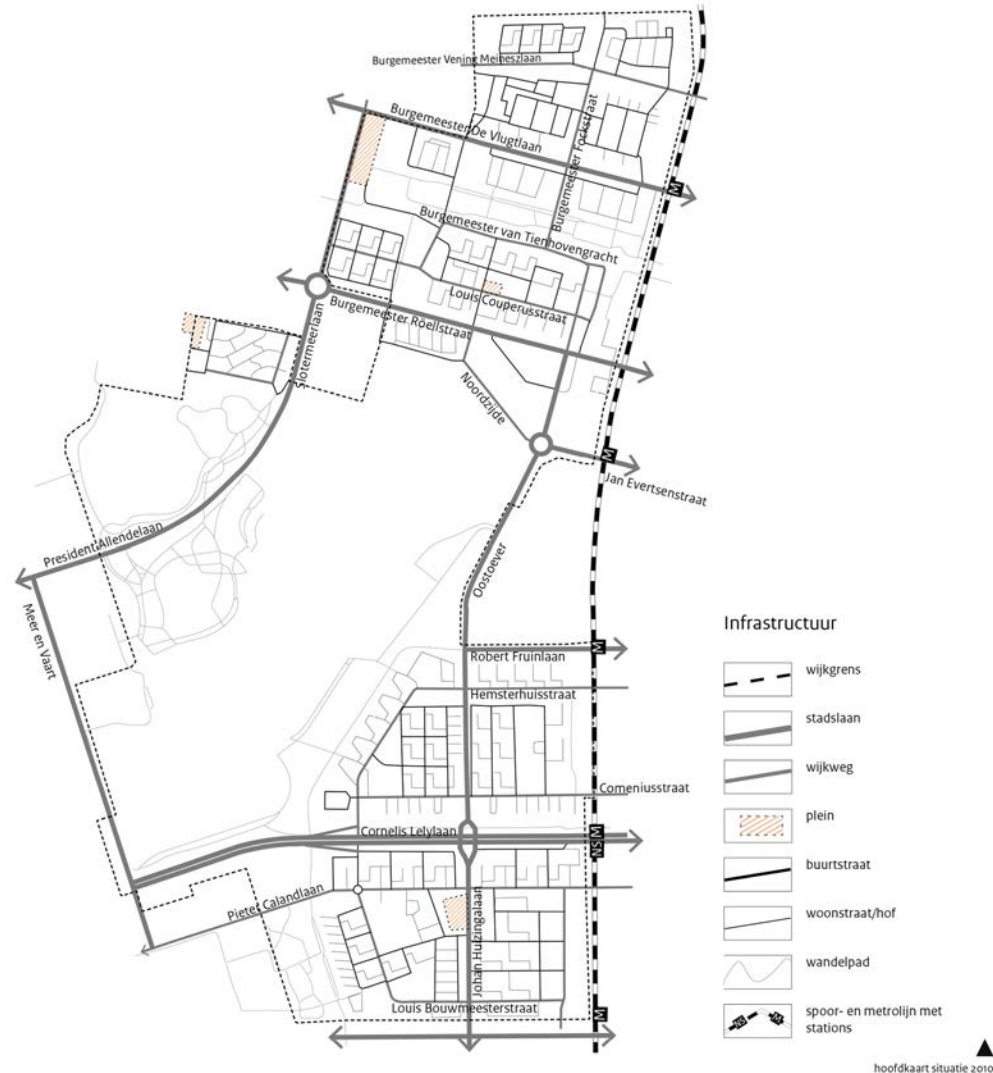 Burgemeester Vening Meineszlaan
Burgemeester De Vlugtlaan
Burgemeester Fockstraat
M
Burgemeester van Tienhovengracht
Louis Couperusstraat
Burgemeester Röellstraat
Slotermeerlaan
Noordzijde
M
Jan Evertsenstraat
President Allendelaan
Oostoever
Meer en Vaart
M
Robert Fruinlaan
Hemsterhuisstraat
Comeniusstraat
Cornelis Lelylaan
M
NS
Pieter Calandlaan
Johan Huizingalaan
Louis Bouwmeesterstraat
M
Infrastructuur
wijkgrens
stadslaan
wijkweg
plein
buurtstraat
woonstraat/hof
wandelpad
NS
M
spoor- en metrolijn met
stations
hoofdkaart situatie 2010